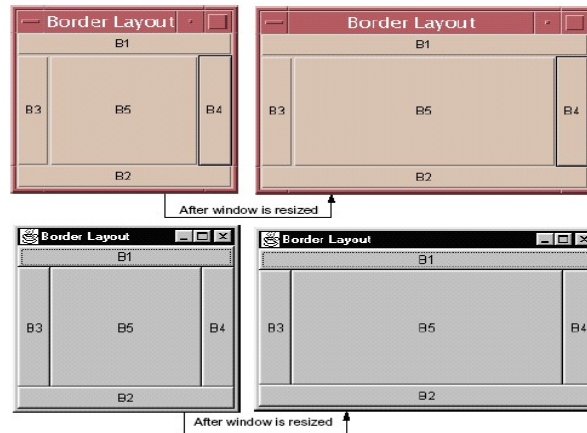 Border Layout
B1
B3 B5 B4
B2
Border Layout
B1
B3 B5 B4
B2
After window is resized
Border Layout
B1
B3 B5 B4
B2
Border Layout
B1
B3 B5 B4
B2
After window is resized